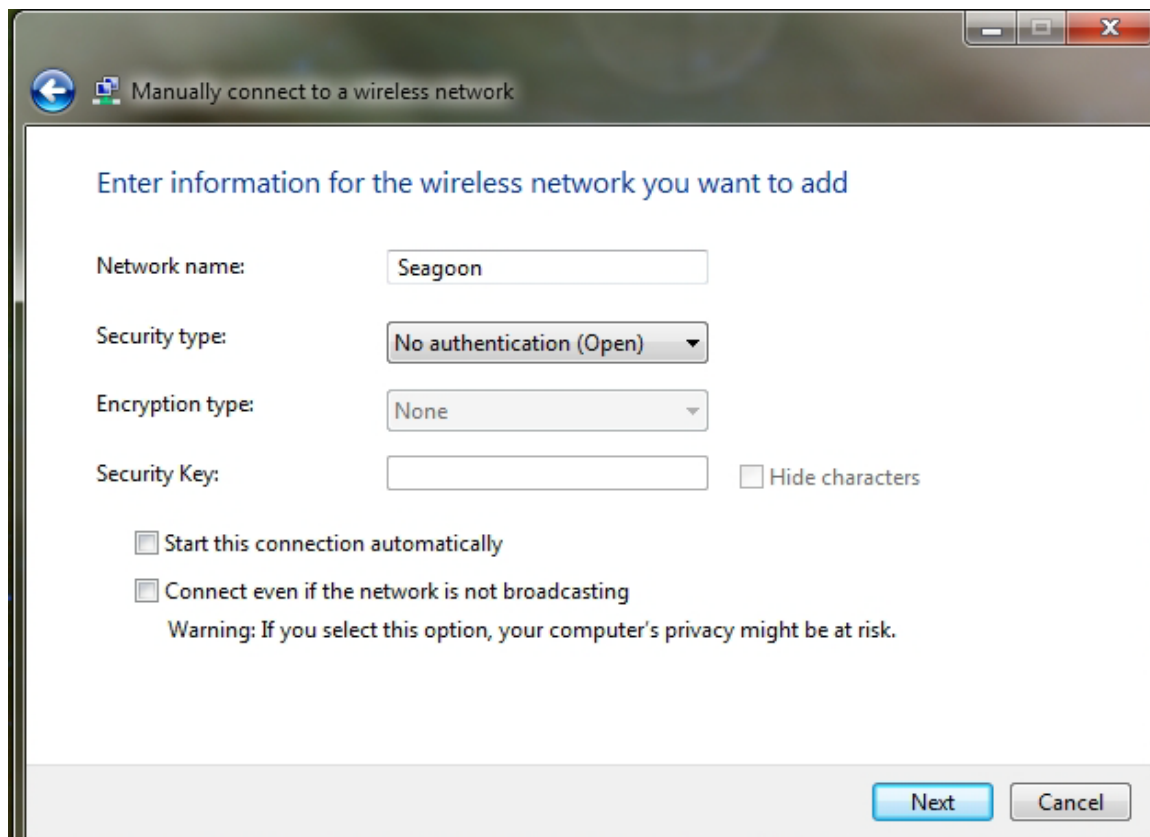 Manually connect to a wireless network
Enter information for the wireless network you want to add
Network name: Seagoon
Security type: No authentication (Open)
Encryption type: None
Security Key:
Hide characters
Start this connection automatically
Connect even if the network is not broadcasting
Warning: If you select this option, your computer's privacy might be at risk.
Next Cancel